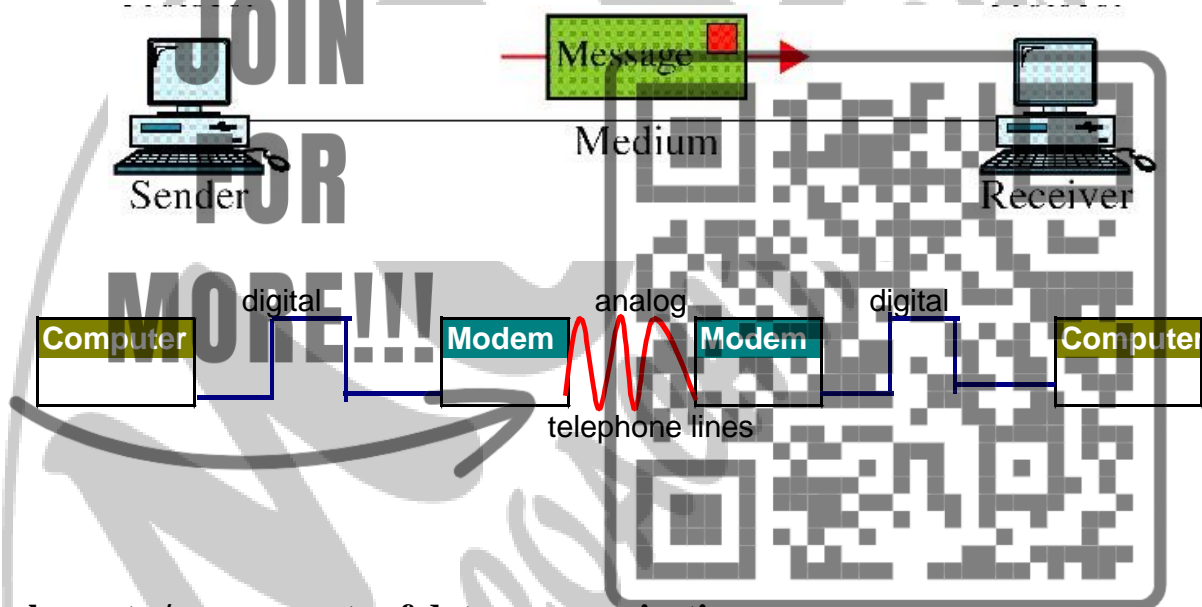 JOIN
FOR
MORE!!!
Message
Medium
Sender
Receiver
digital
analog
digital
Computer
Modem
Modem
Computer
telephone lines